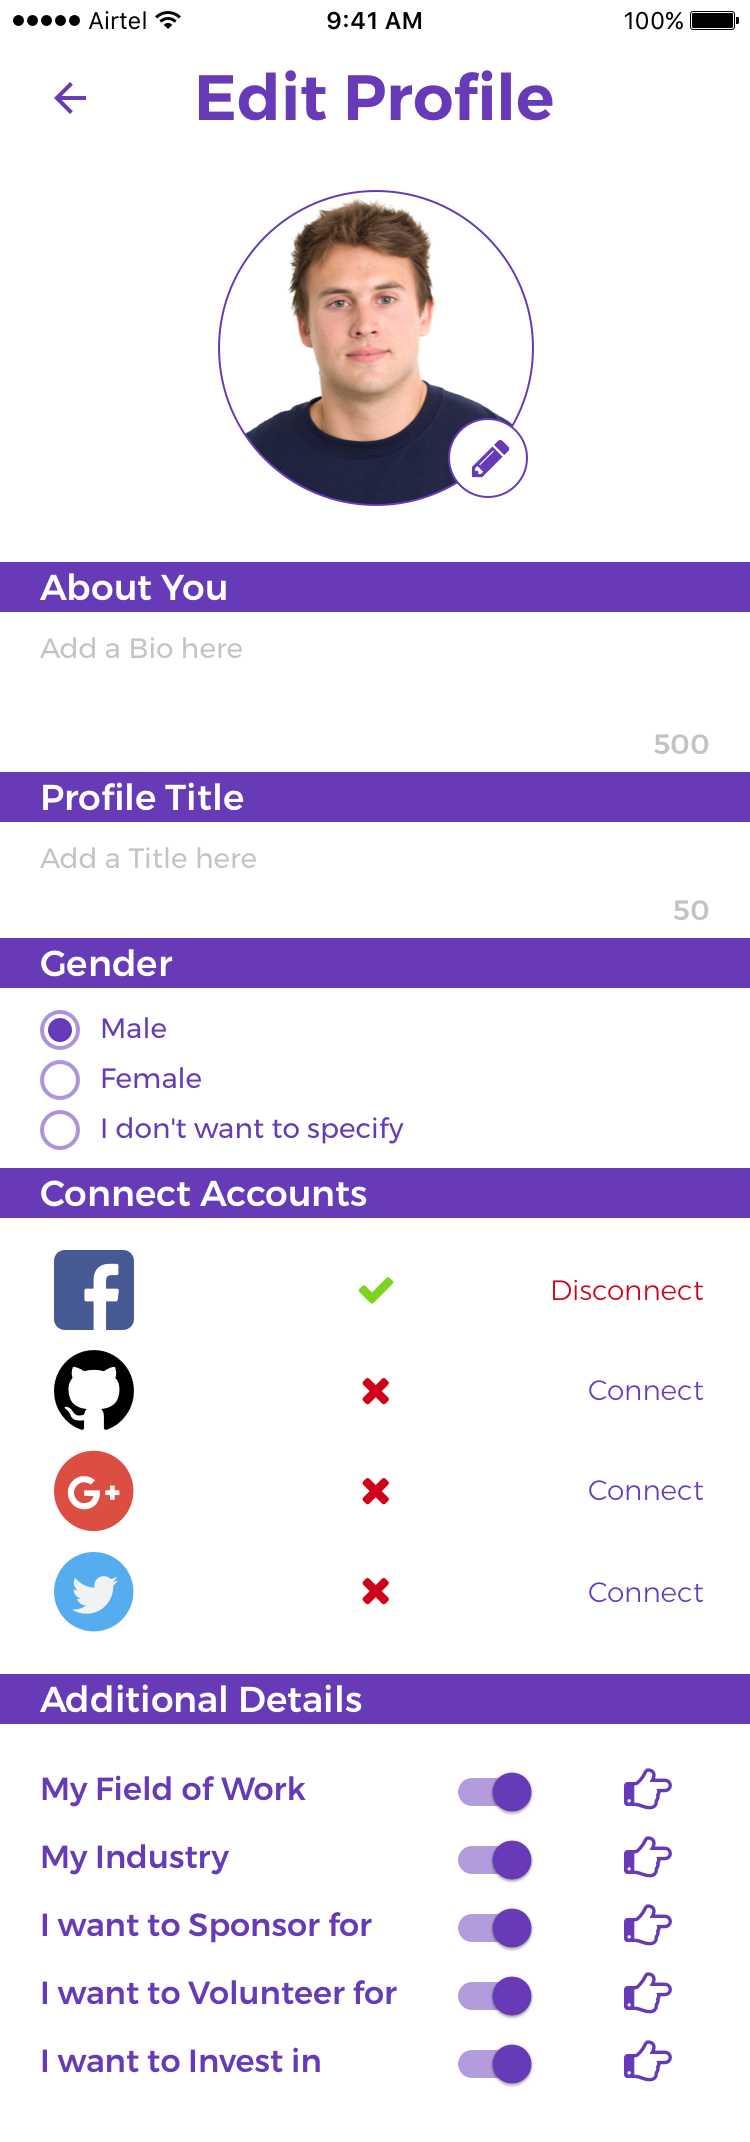 Airtel 9:41 AM 100%
Edit Profile
About You
Add a Bio here
500
Profile Title
Add a Title here
50
Gender
Male
Female
I don't want to specify
Connect Accounts
Disconnect
Connect
G+ Connect
Connect
Additional Details
My Field of Work
My Industry
I want to Sponsor for
I want to Volunteer for
I want to Invest in